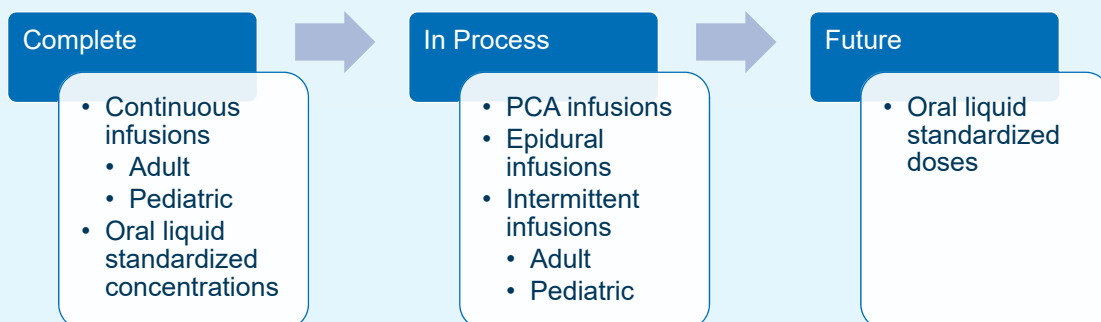 Complete
• Continuous
infusions
• Adult
• Pediatric
• Oral liquid
standardized
concentrations
In Process
• PCA infusions
• Epidural
infusions
• Intermittent
infusions
• Adult
• Pediatric
Future
• Oral liquid
standardized
doses